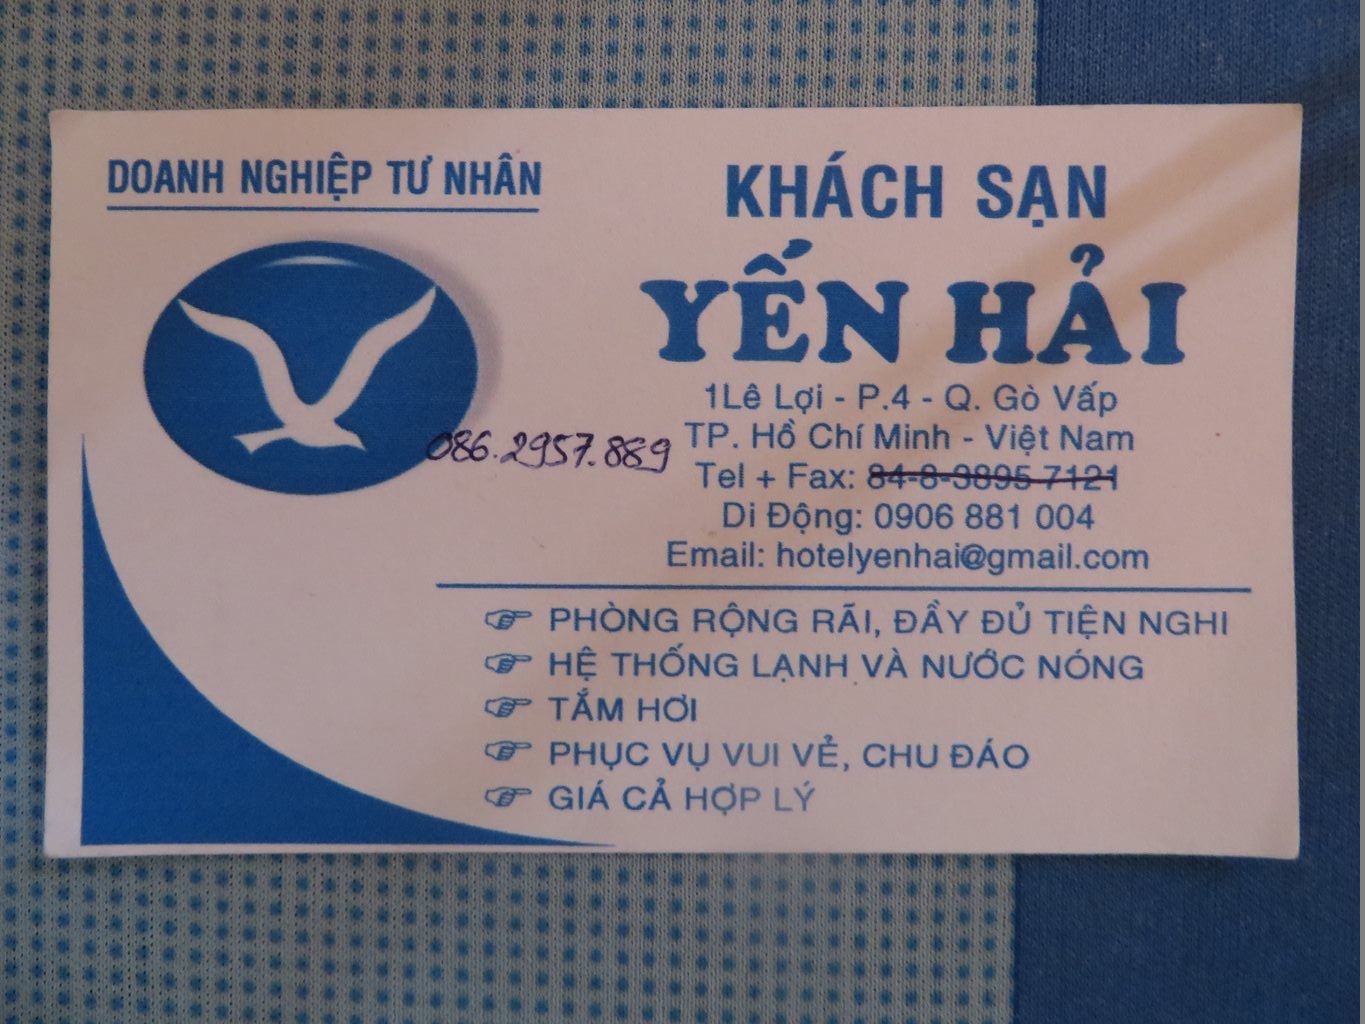 DOANH NGHIỆP TƯ NHÂN
KHÁCH SẠN
YẾN HẢI
1Lê Lợi - P.4 - Q. Gò Vấp
TP. Hồ Chí Minh - Việt Nam
086.2957.889
Tel + Fax: 84-8-3895 7121
Di Động: 0906 881 004
Email: hotelyenhai@gmail.com
PHÒNG RỘNG RÃI, ĐẦY ĐỦ TIỆN NGHI
HỆ THỐNG LẠNH VÀ NƯỚC NÓNG
TẮM HƠI
PHỤC VỤ VUI VẺ, CHU ĐÁO
GIÁ CẢ HỢP LÝ